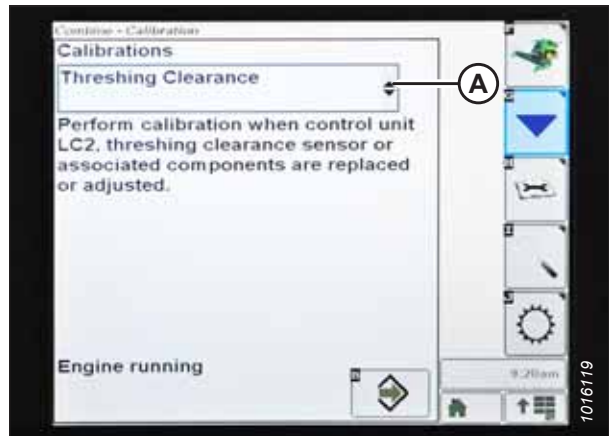 Combine - Calibration
Calibrations
Threshing Clearance
A
Perform calibration when control unit
LC2, threshing clearance sensor or
associated components are replaced
or adjusted.
Engine running
9:20am
1016119